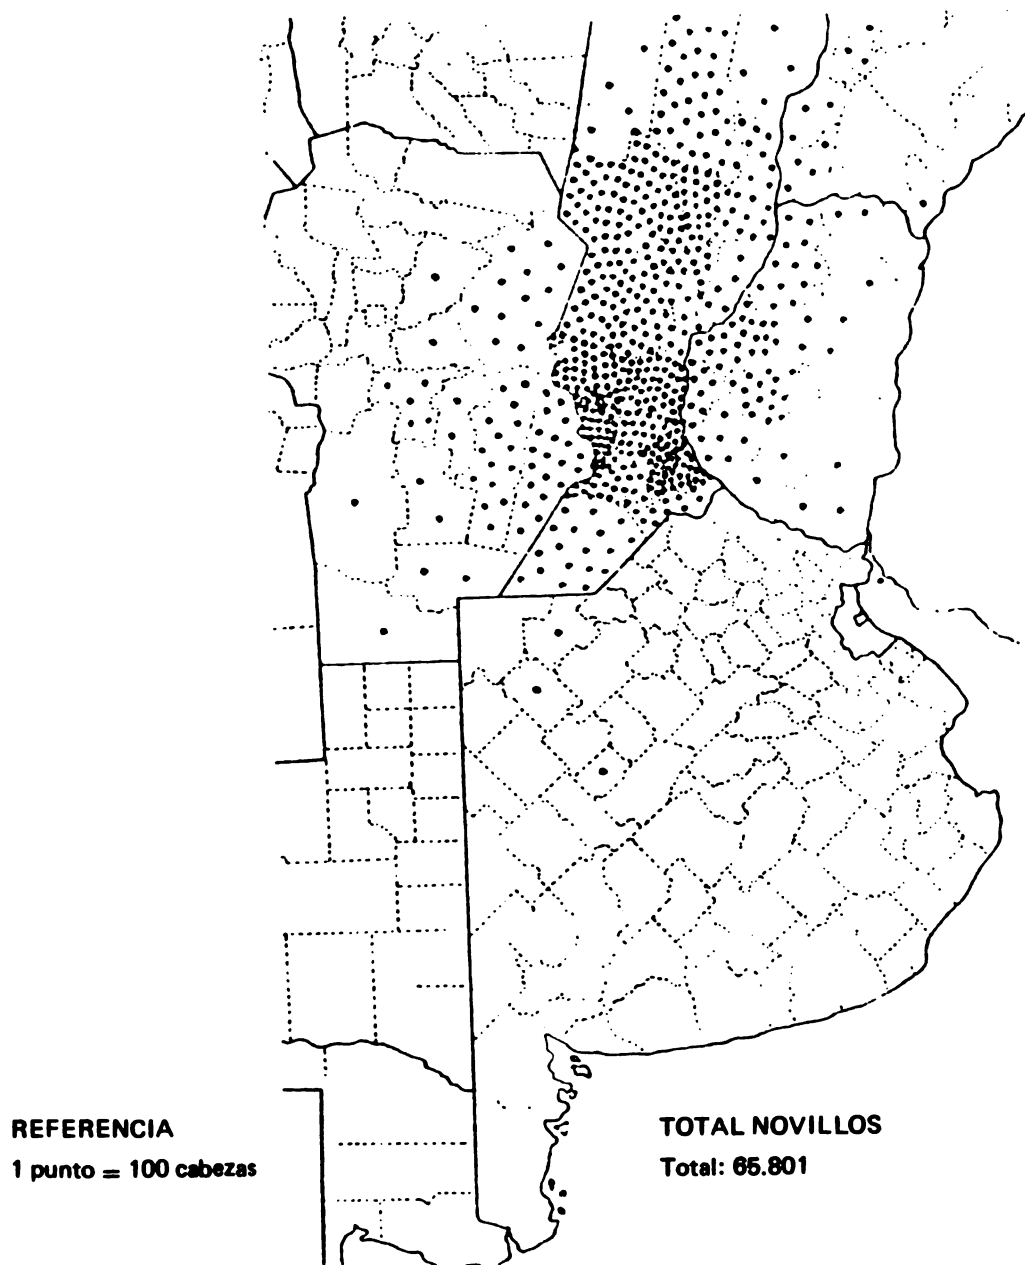 REFERENCIA
1 punto = 100 cabezas
TOTAL NOVILLOS
Total: 65.801